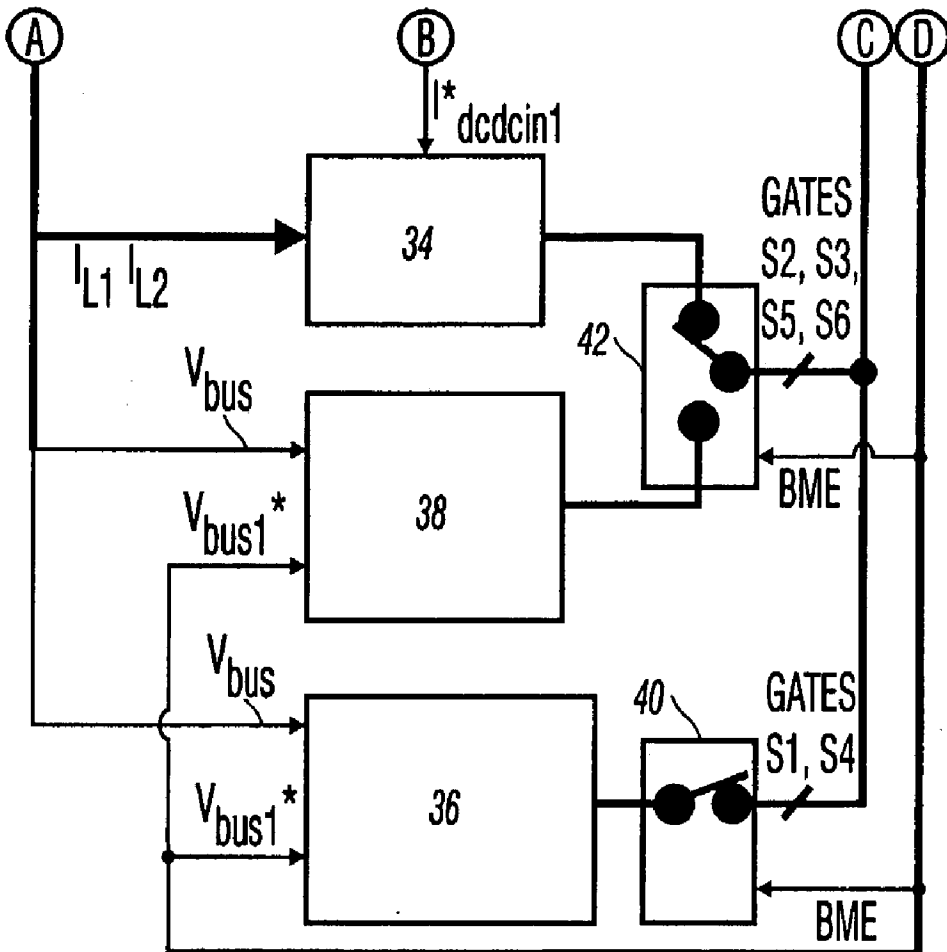 A B C D
I*dcdcin1
34
GATES
S2, S3,
S5, S6
IL1 IL2
42
Vbus
38
BME
Vbus1*
Vbus
40
GATES
S1, S4
36
Vbus1*
BME